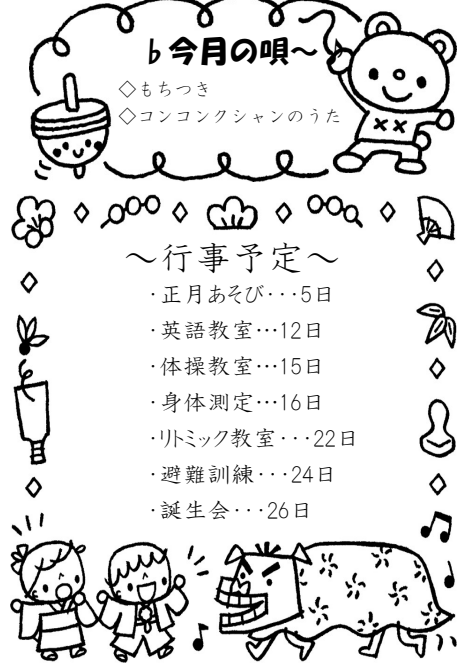 ♭今月の唄~
◇もちつき
◇コンコンクシャンのうた
~行事予定~
・正月あそび・・・5日
・英語教室…12日
・体操教室…15日
・身体測定…16日
・リトミック教室・・・22日
・避難訓練・・・24日
・誕生会・・・26日